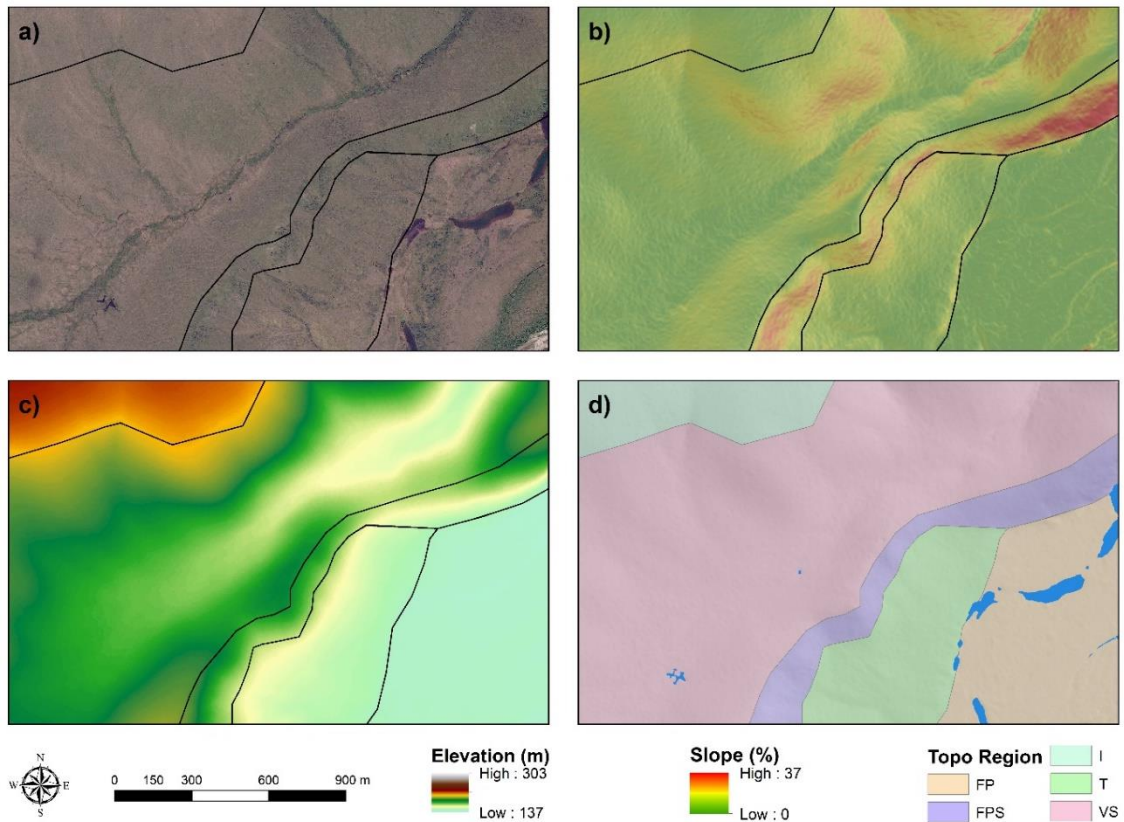 a)
b)
c)
d)
N
W E
S
0 150 300 600 900 m
Elevation (m)
High : 303
Low : 137
Slope (%)
High : 37
Low : 0
Topo Region
FP
FPS
I
T
VS